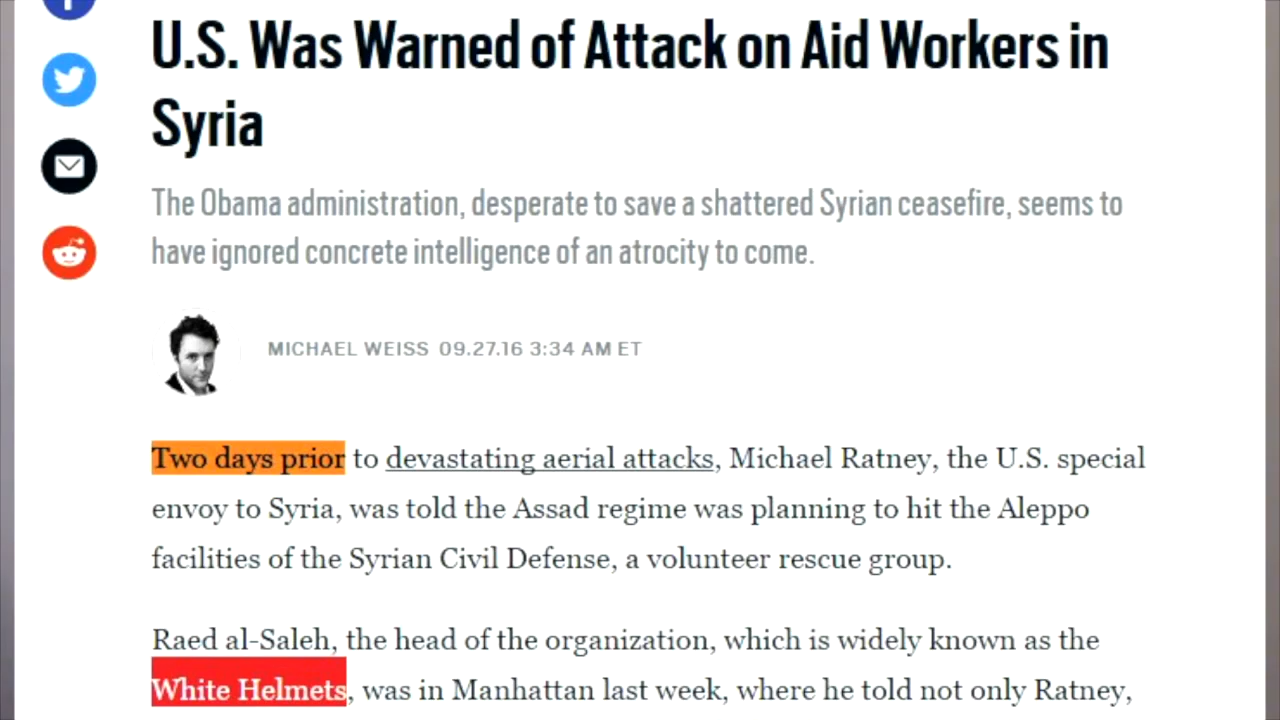 U.S. Was Warned of Attack on Aid Workers in
Syria
The Obama administration, desperate to save a shattered Syrian ceasefire, seems to
have ignored concrete intelligence of an atrocity to come.
MICHAEL WEISS 09.27.16 3:34 AM ET
Two days prior to devastating aerial attacks, Michael Ratney, the U.S. special
envoy to Syria, was told the Assad regime was planning to hit the Aleppo
facilities of the Syrian Civil Defense, a volunteer rescue group.
Raed al-Saleh, the head of the organization, which is widely known as the
White Helmets, was in Manhattan last week, where he told not only Ratney,